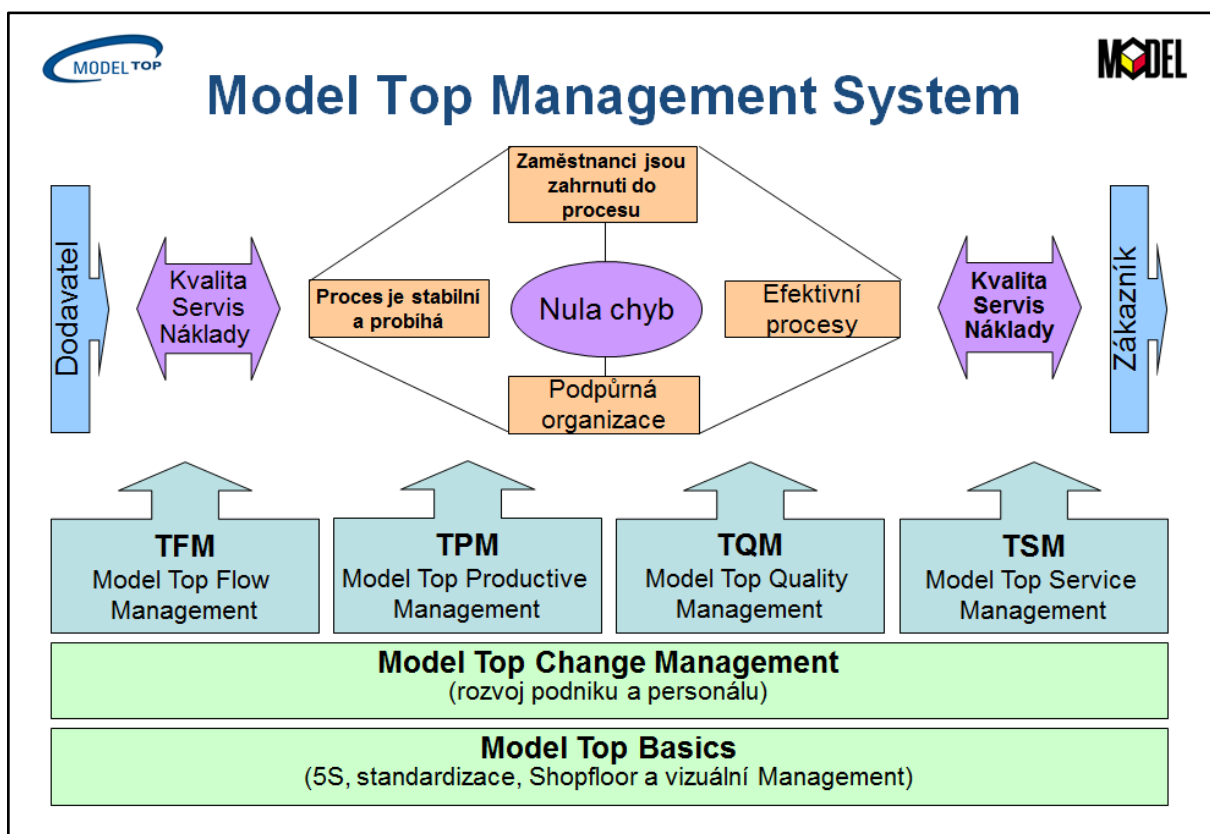 MODEL TOP
MODEL
Model Top Management System
Zaměstnanci jsou
zahrnuti do
procesu
Dodavatel
Kvalita
Servis
Náklady
Proces je stabilní
a probíhá
Nula chyb
Efektivní
procesy
Kvalita
Servis
Náklady
Zákazník
Podpůrná
organizace
TFM
Model Top Flow
Management
TPM
Model Top Productive
Management
TQM
Model Top Quality
Management
TSM
Model Top Service
Management
Model Top Change Management
(rozvoj podniku a personálu)
Model Top Basics
(5S, standardizace, Shopfloor a vizuální Management)